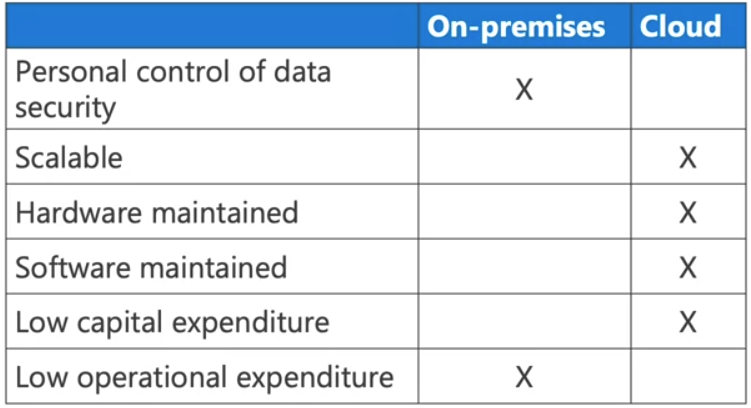 On-premises Cloud
Personal control of data
security X
Scalable X
Hardware maintained X
Software maintained X
Low capital expenditure X
Low operational expenditure X